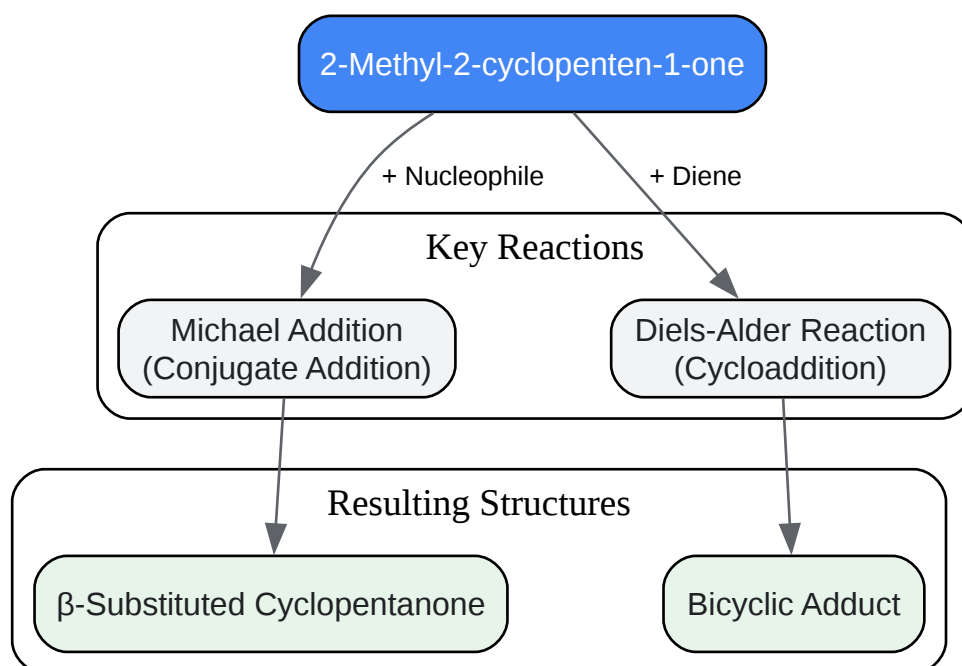 2-Methyl-2-cyclopenten-1-one
+ Nucleophile
+ Diene
Key Reactions
Michael Addition
(Conjugate Addition)
Diels-Alder Reaction
(Cycloaddition)
Resulting Structures
β-Substituted Cyclopentanone
Bicyclic Adduct